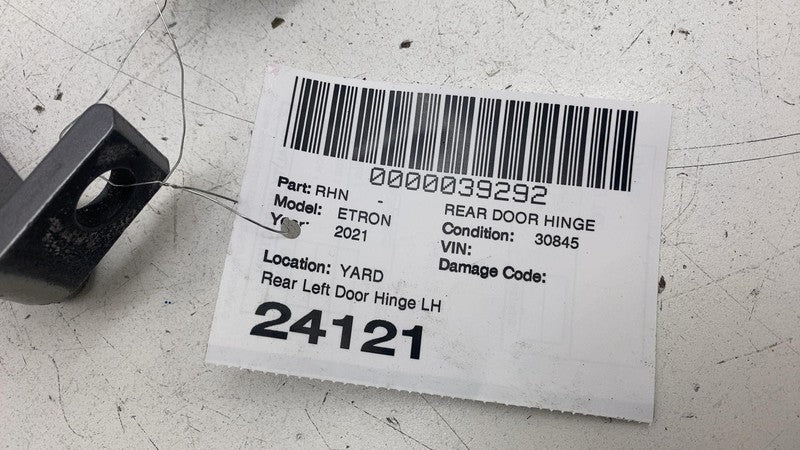 0000039292
Part: RHN - REAR DOOR HINGE
Model: ETRON Condition: 30845
Year: 2021 VIN:
Damage Code:
Location: YARD
Rear Left Door Hinge LH
24121